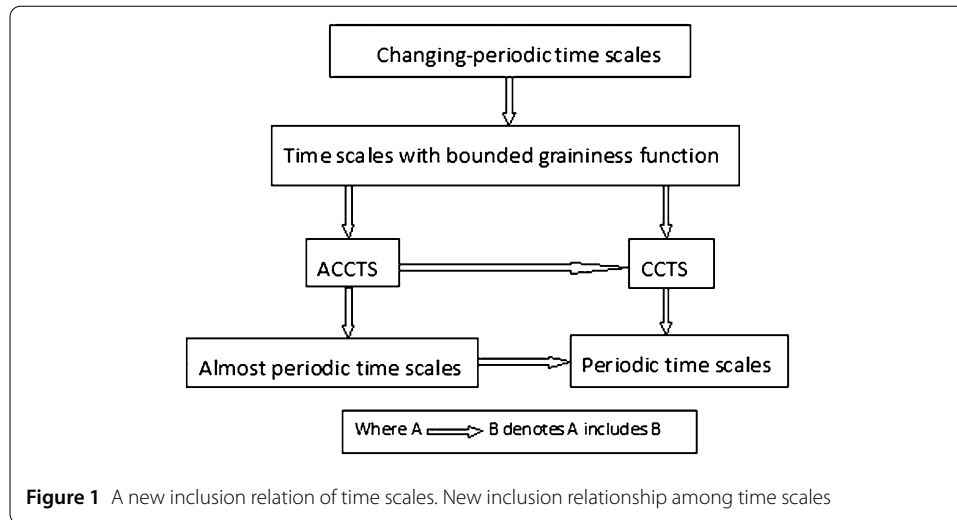 Changing-periodic time scales
Time scales with bounded graininess function
ACCTS
CCTS
Almost periodic time scales
Periodic time scales
Where A B denotes A includes B
Figure 1 A new inclusion relation of time scales. New inclusion relationship among time scales